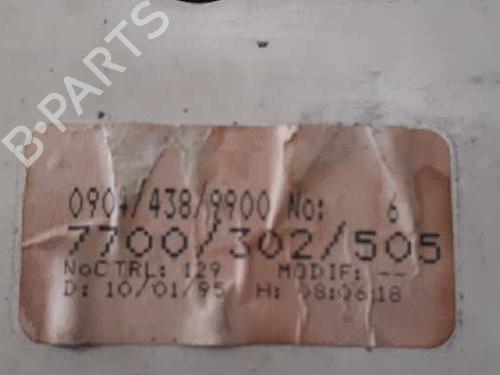 B-PARTS
0904/438/9900 No: 6
7700/302/505
NoCTRL: 129 MODIF: --
D: 10/01/95 H: 08:06:18